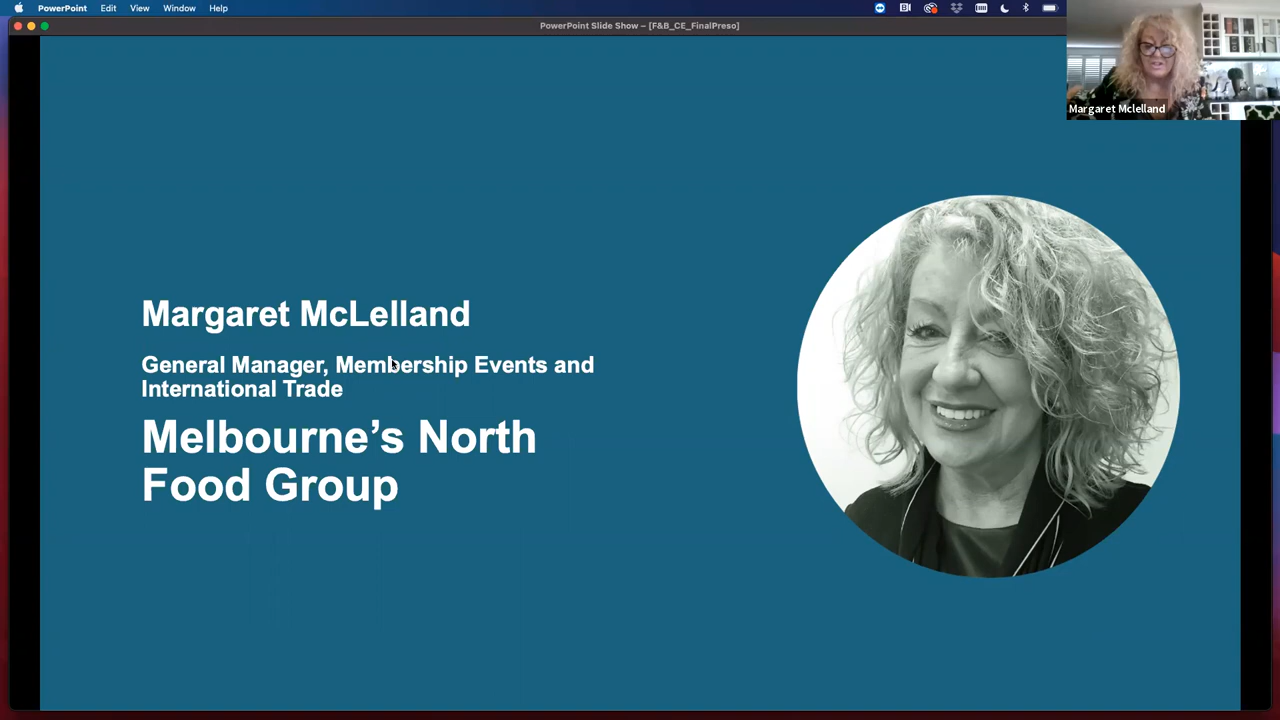 PowerPoint Edit View Window Help
PowerPoint Slide Show – [F&B_CE_FinalPreso]
Margaret Mclelland
Margaret McLelland
General Manager, Membership Events and
International Trade
Melbourne’s North
Food Group